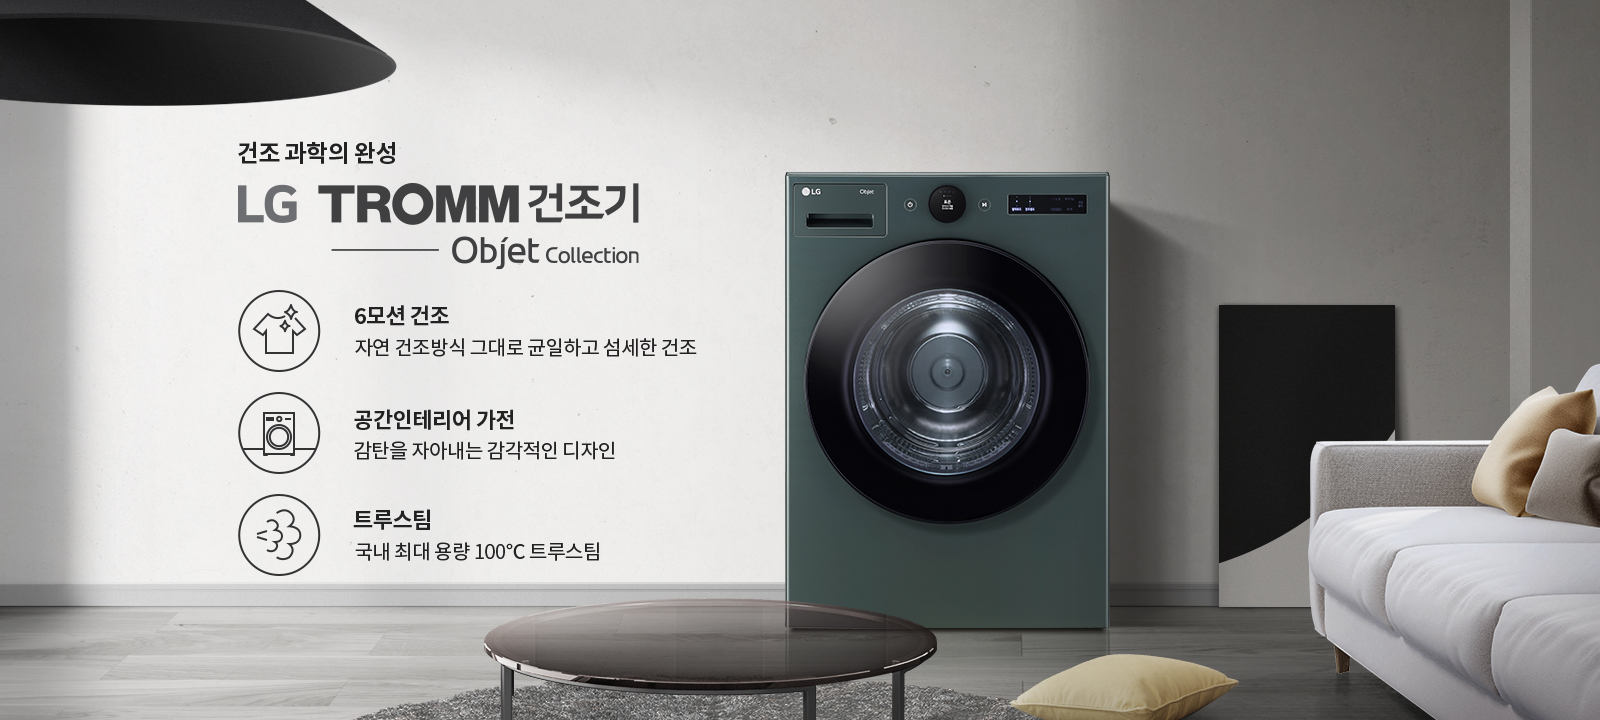 건조 과학의 완성
LG TROMM 건조기
Objet Collection
6모션 건조
자연 건조방식 그대로 균일하고 섬세한 건조
공간인테리어 가전
감탄을 자아내는 감각적인 디자인
트루스팀
국내 최대 용량 100℃ 트루스팀
LG Objet
표준